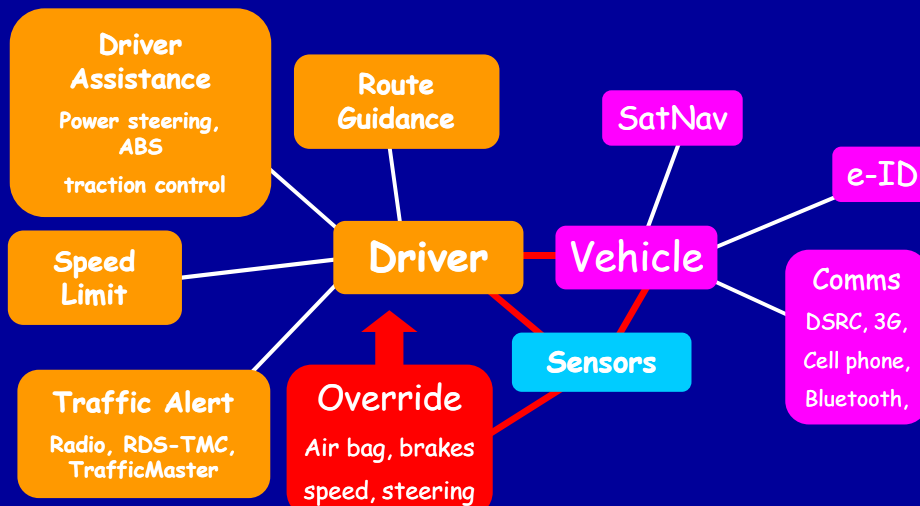 Driver
Assistance
Power steering,
ABS
traction control
Route
Guidance
SatNav
e-ID
Speed
Limit
Driver
Vehicle
Comms
DSRC, 3G,
Cell phone,
Bluetooth,
Sensors
Traffic Alert
Radio, RDS-TMC,
TrafficMaster
Override
Air bag, brakes
speed, steering